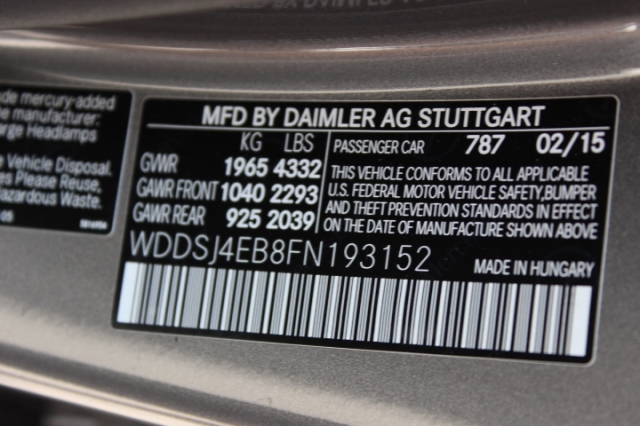 de mercury-added
he manufacturer:
arge Headlamps
Vehicle Disposal.
es Please Reuse,
azardous Waste.
05
MFD BY DAIMLER AG STUTTGART
KG LBS
GVWR 1965 4332
GAWR FRONT 1040 2293
GAWR REAR 925 2039
PASSENGER CAR 787 02/15
THIS VEHICLE CONFORMS TO ALL APPLICABLE
U.S. FEDERAL MOTOR VEHICLE SAFETY,BUMPER
AND THEFT PREVENTION STANDARDS IN EFFECT
ON THE DATE OF MANUFACTURE SHOWN ABOVE
WDDSJ4EB8FN193152
MADE IN HUNGARY